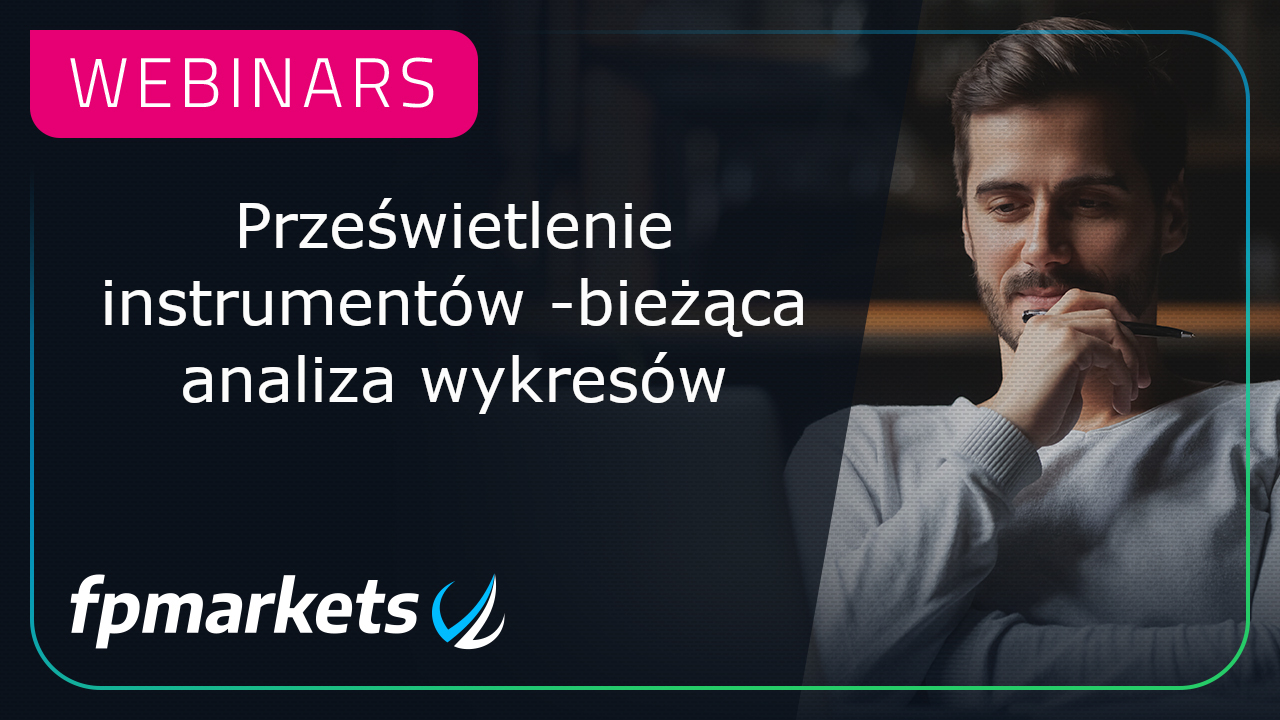 WEBINARS
Prześwietlenie
instrumentów -bieżąca
analiza wykresów
fpmarkets